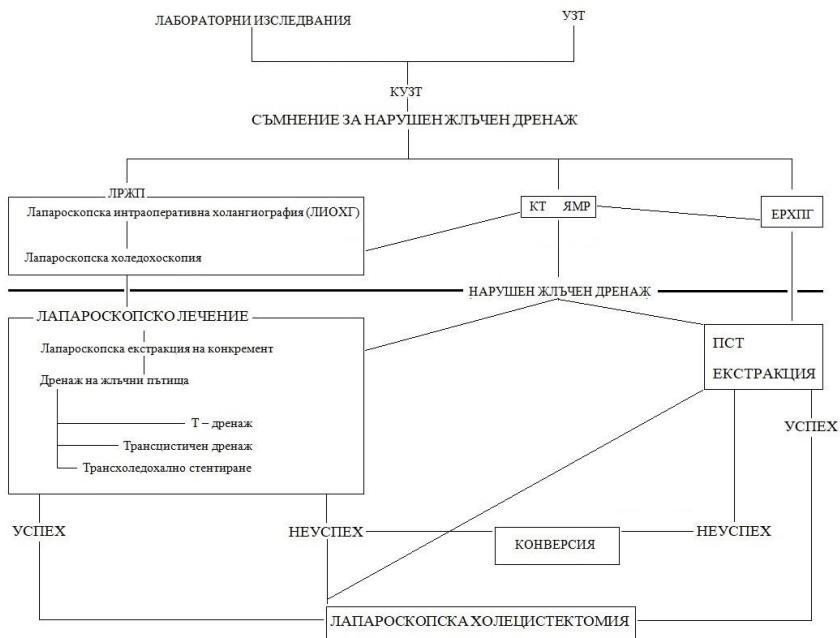 ЛАБОРАТОРНИ ИЗСЛЕДВАНИЯ
УЗТ
КУЗТ
СЪМНЕНИЕ ЗА НАРУШЕН ЖЛЪЧЕН ДРЕНАЖ
ЛРЖП
Лапароскопска интраоперативна холангиография (ЛИОХГ)
Лапароскопска холедохоскопия
КТ ЯМР
ЕРХПГ
НАРУШЕН ЖЛЪЧЕН ДРЕНАЖ
ЛАПАРОСКОПСКО ЛЕЧЕНИЕ
Лапароскопска екстракция на конкремент
Дренаж на жлъчни пътища
Т – дренаж
Трансцистичен дренаж
Трансхоледохално стентиране
ПСТ
ЕКСТРАКЦИЯ
УСПЕХ
УСПЕХ
НЕУСПЕХ
КОНВЕРСИЯ
НЕУСПЕХ
ЛАПАРОСКОПСКА ХОЛЕЦИСТЕКТОМИЯ